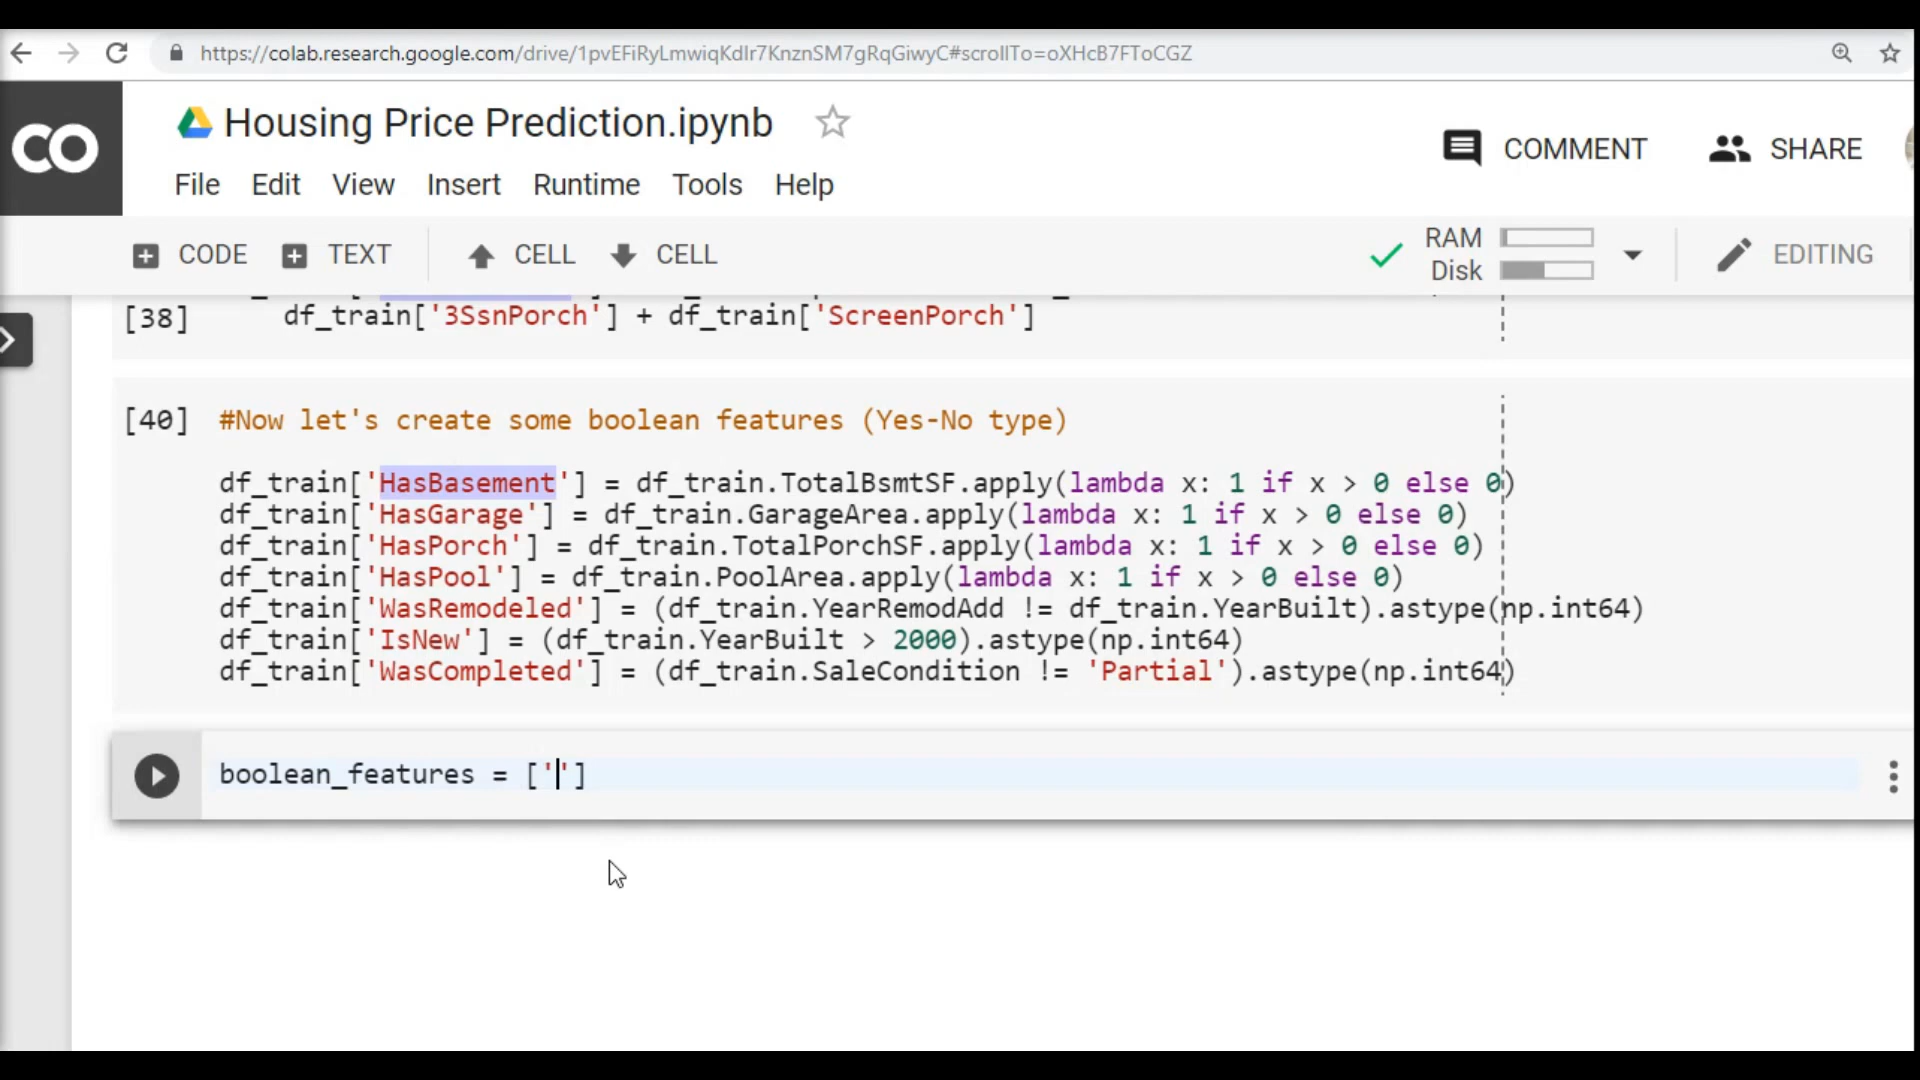 https://colab.research.google.com/drive/1pvEFiRyLmwiqKdIr7KnznSM7gRqGiwyC#scrollTo=oXHcB7FToCGZ
CO
Housing Price Prediction.ipynb
COMMENT SHARE
File Edit View Insert Runtime Tools Help
CODE TEXT CELL CELL RAM Disk EDITING
[38] df_train['3SsnPorch'] + df_train['ScreenPorch']
[40] #Now let's create some boolean features (Yes-No type)
df_train['HasBasement'] = df_train.TotalBsmtSF.apply(lambda x: 1 if x > 0 else 0)
df_train['HasGarage'] = df_train.GarageArea.apply(lambda x: 1 if x > 0 else 0)
df_train['HasPorch'] = df_train.TotalPorchSF.apply(lambda x: 1 if x > 0 else 0)
df_train['HasPool'] = df_train.PoolArea.apply(lambda x: 1 if x > 0 else 0)
df_train['WasRemodeled'] = (df_train.YearRemodAdd != df_train.YearBuilt).astype(np.int64)
df_train['IsNew'] = (df_train.YearBuilt > 2000).astype(np.int64)
df_train['WasCompleted'] = (df_train.SaleCondition != 'Partial').astype(np.int64)
boolean_features = ['']